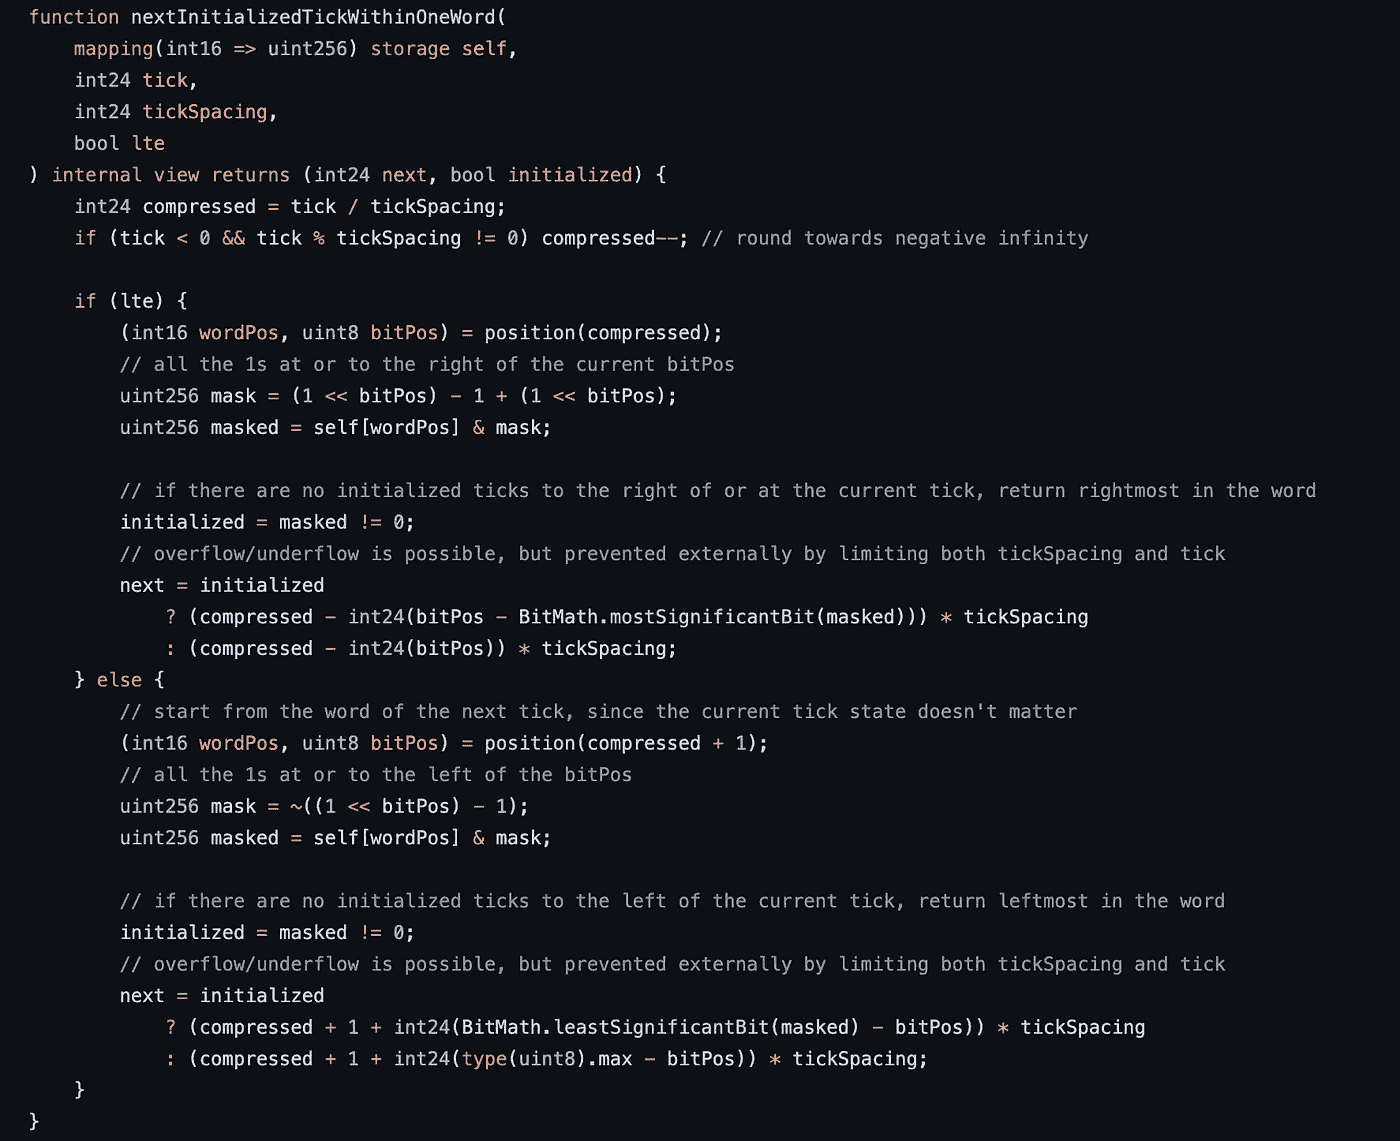 function nextInitializedTickWithinOneWord(
    mapping(int16 => uint256) storage self,
    int24 tick,
    int24 tickSpacing,
    bool lte
) internal view returns (int24 next, bool initialized) {
    int24 compressed = tick / tickSpacing;
    if (tick < 0 && tick % tickSpacing != 0) compressed--; // round towards negative infinity

    if (lte) {
        (int16 wordPos, uint8 bitPos) = position(compressed);
        // all the 1s at or to the right of the current bitPos
        uint256 mask = (1 << bitPos) - 1 + (1 << bitPos);
        uint256 masked = self[wordPos] & mask;

        // if there are no initialized ticks to the right of or at the current tick, return rightmost in the word
        initialized = masked != 0;
        // overflow/underflow is possible, but prevented externally by limiting both tickSpacing and tick
        next = initialized
            ? (compressed - int24(bitPos - BitMath.mostSignificantBit(masked))) * tickSpacing
            : (compressed - int24(bitPos)) * tickSpacing;
    } else {
        // start from the word of the next tick, since the current tick state doesn't matter
        (int16 wordPos, uint8 bitPos) = position(compressed + 1);
        // all the 1s at or to the left of the bitPos
        uint256 mask = ~((1 << bitPos) - 1);
        uint256 masked = self[wordPos] & mask;

        // if there are no initialized ticks to the left of the current tick, return leftmost in the word
        initialized = masked != 0;
        // overflow/underflow is possible, but prevented externally by limiting both tickSpacing and tick
        next = initialized
            ? (compressed + 1 + int24(BitMath.leastSignificantBit(masked) - bitPos)) * tickSpacing
            : (compressed + 1 + int24(type(uint8).max - bitPos)) * tickSpacing;
    }
}